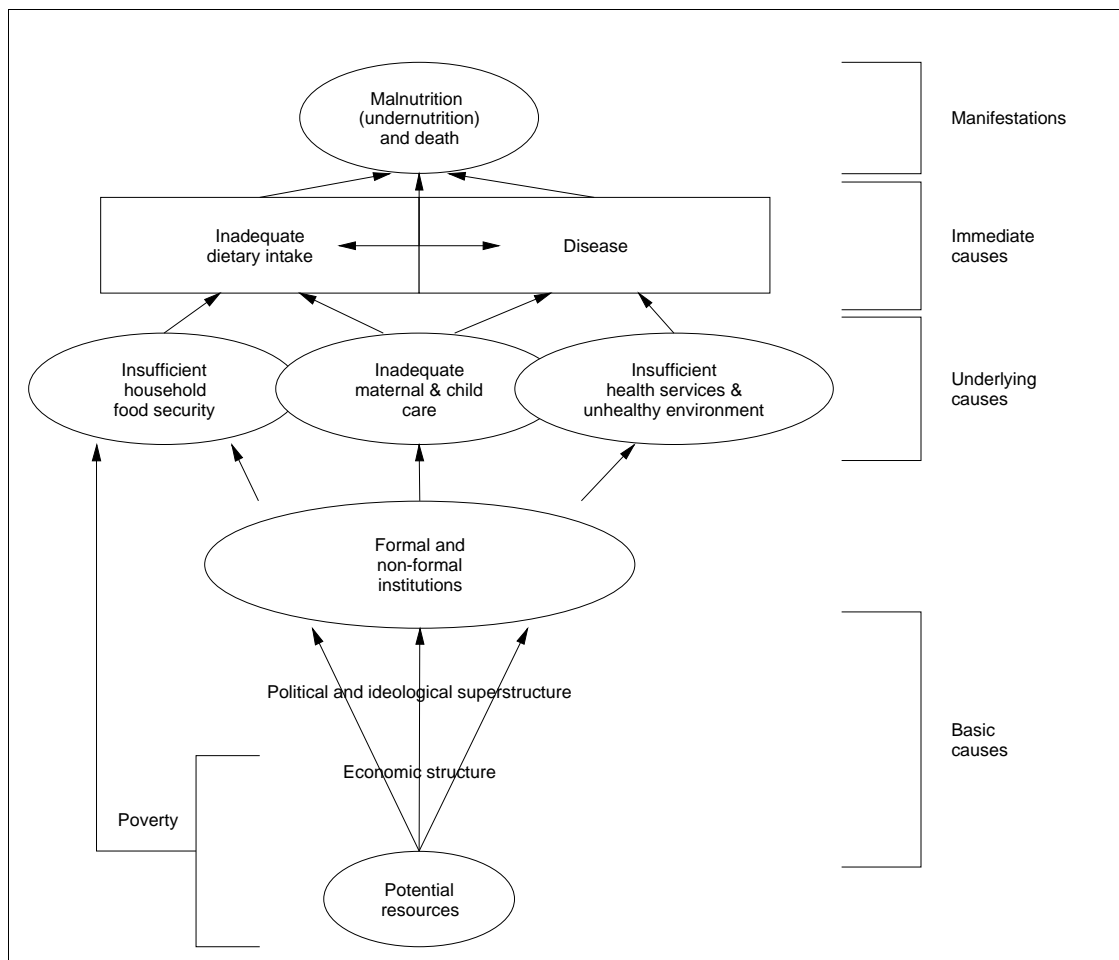 Malnutrition
(undernutrition)
and death
Manifestations
Inadequate
dietary intake
Disease
Immediate
causes
Insufficient
household
food security
Inadequate
maternal & child
care
Insufficient
health services &
unhealthy environment
Underlying
causes
Formal and
non-formal
institutions
Political and ideological superstructure
Economic structure
Basic
causes
Poverty
Potential
resources